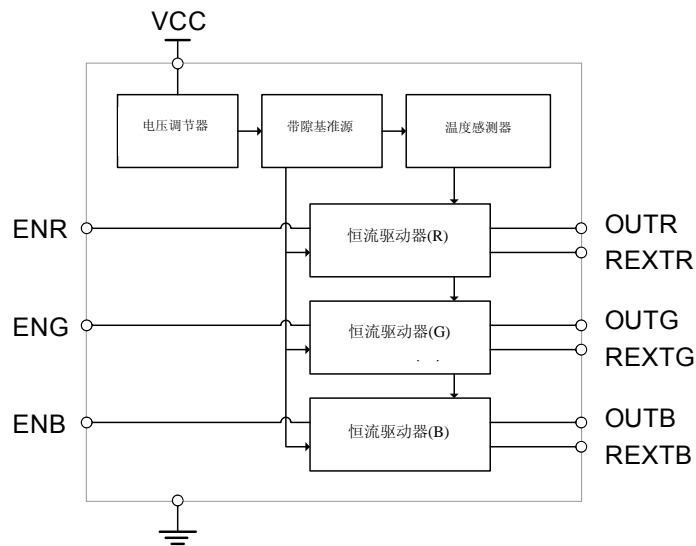 VCC
电压调节器
带隙基准源
温度感测器
ENR
恒流驱动器(R)
OUTR
REXTR
ENG
恒流驱动器(G)
OUTG
REXTG
ENB
恒流驱动器(B)
OUTB
REXTB